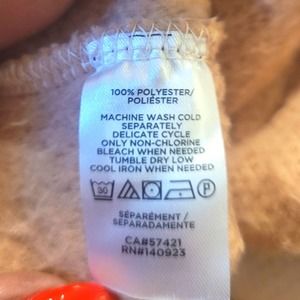 100% POLYESTER/
POLIÉSTER
MACHINE WASH COLD
SEPARATELY
DELICATE CYCLE
ONLY NON-CHLORINE
BLEACH WHEN NEEDED
TUMBLE DRY LOW
COOL IRON WHEN NEEDED
30 P
SÉPARÉMENT/
SEPARADAMENTE
CA#57421
RN#140923